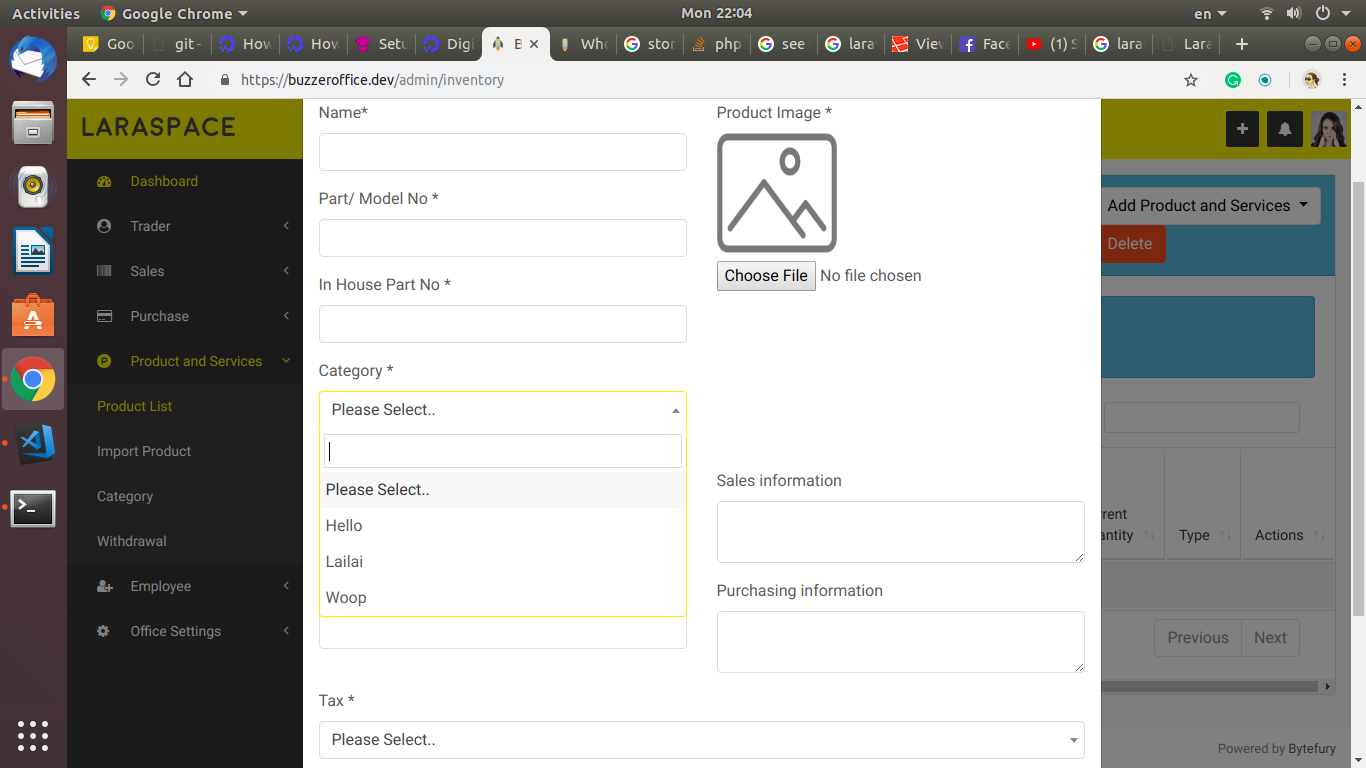 Activities Google Chrome Mon 22:04 en
Goo git - How How Setu Digi B Who G stor php G see G lara View Face (1) S G lara Lara
https://buzzeroffice.dev/admin/inventory
LARASPACE
Dashboard
Trader
Sales
Purchase
Product and Services
Product List
Import Product
Category
Withdrawal
Employee
Office Settings
Name*
Part/ Model No *
In House Part No *
Category *
Please Select..
Please Select..
Hello
Lailai
Woop
Tax *
Please Select..
Product Image *
Choose File No file chosen
Sales information
Purchasing information
Add Product and Services
Delete
rrent
antity Type Actions
Previous Next
Powered by Bytefury